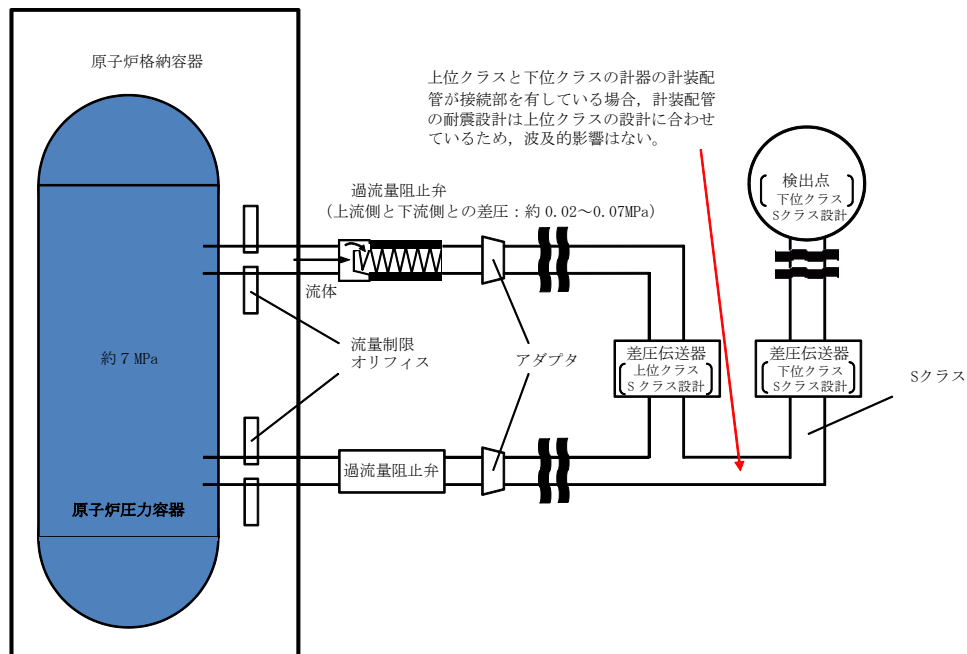 原子炉格納容器
上位クラスと下位クラスの計器の計装配
管が接続部を有している場合，計装配管
の耐震設計は上位クラスの設計に合わせ
ているため，波及的影響はない。
検出点
下位クラス
Sクラス設計
過流量阻止弁
（上流側と下流側との差圧：約 0.02～0.07MPa）
流体
流量制限
オリフィス
アダプタ
約７MPa
差圧伝送器
上位クラス
Ｓクラス設計
差圧伝送器
下位クラス
Sクラス設計
Sクラス
過流量阻止弁
原子炉圧力容器